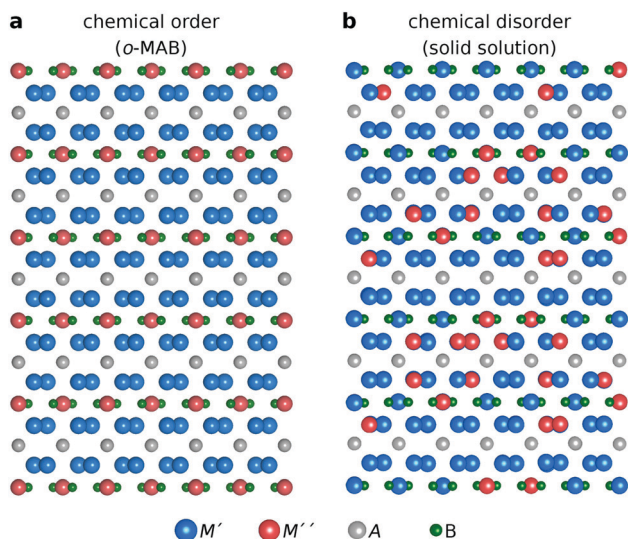 a
chemical order
(o-MAB)
b
chemical disorder
(solid solution)
M′ M′′ A B